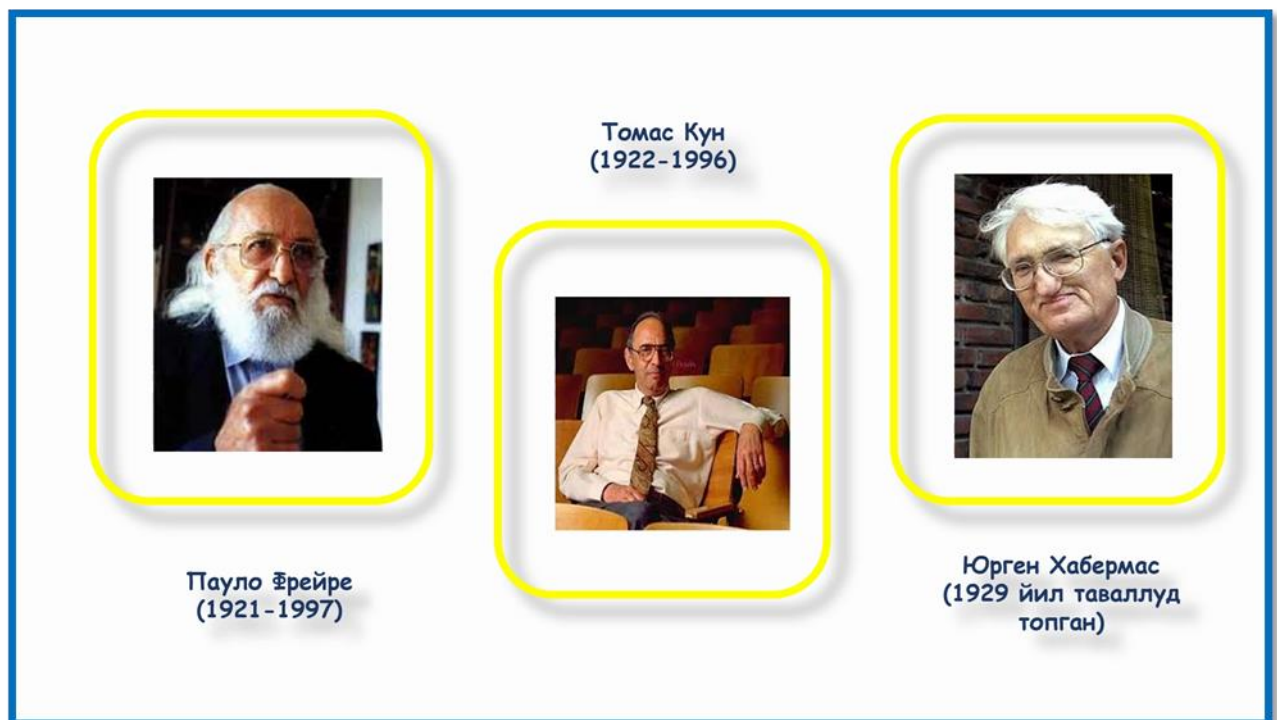 Томас Кун
(1922-1996)
Пауло Фрейре
(1921-1997)
Юрген Хабермас
(1929 йил таваллуд
топган)